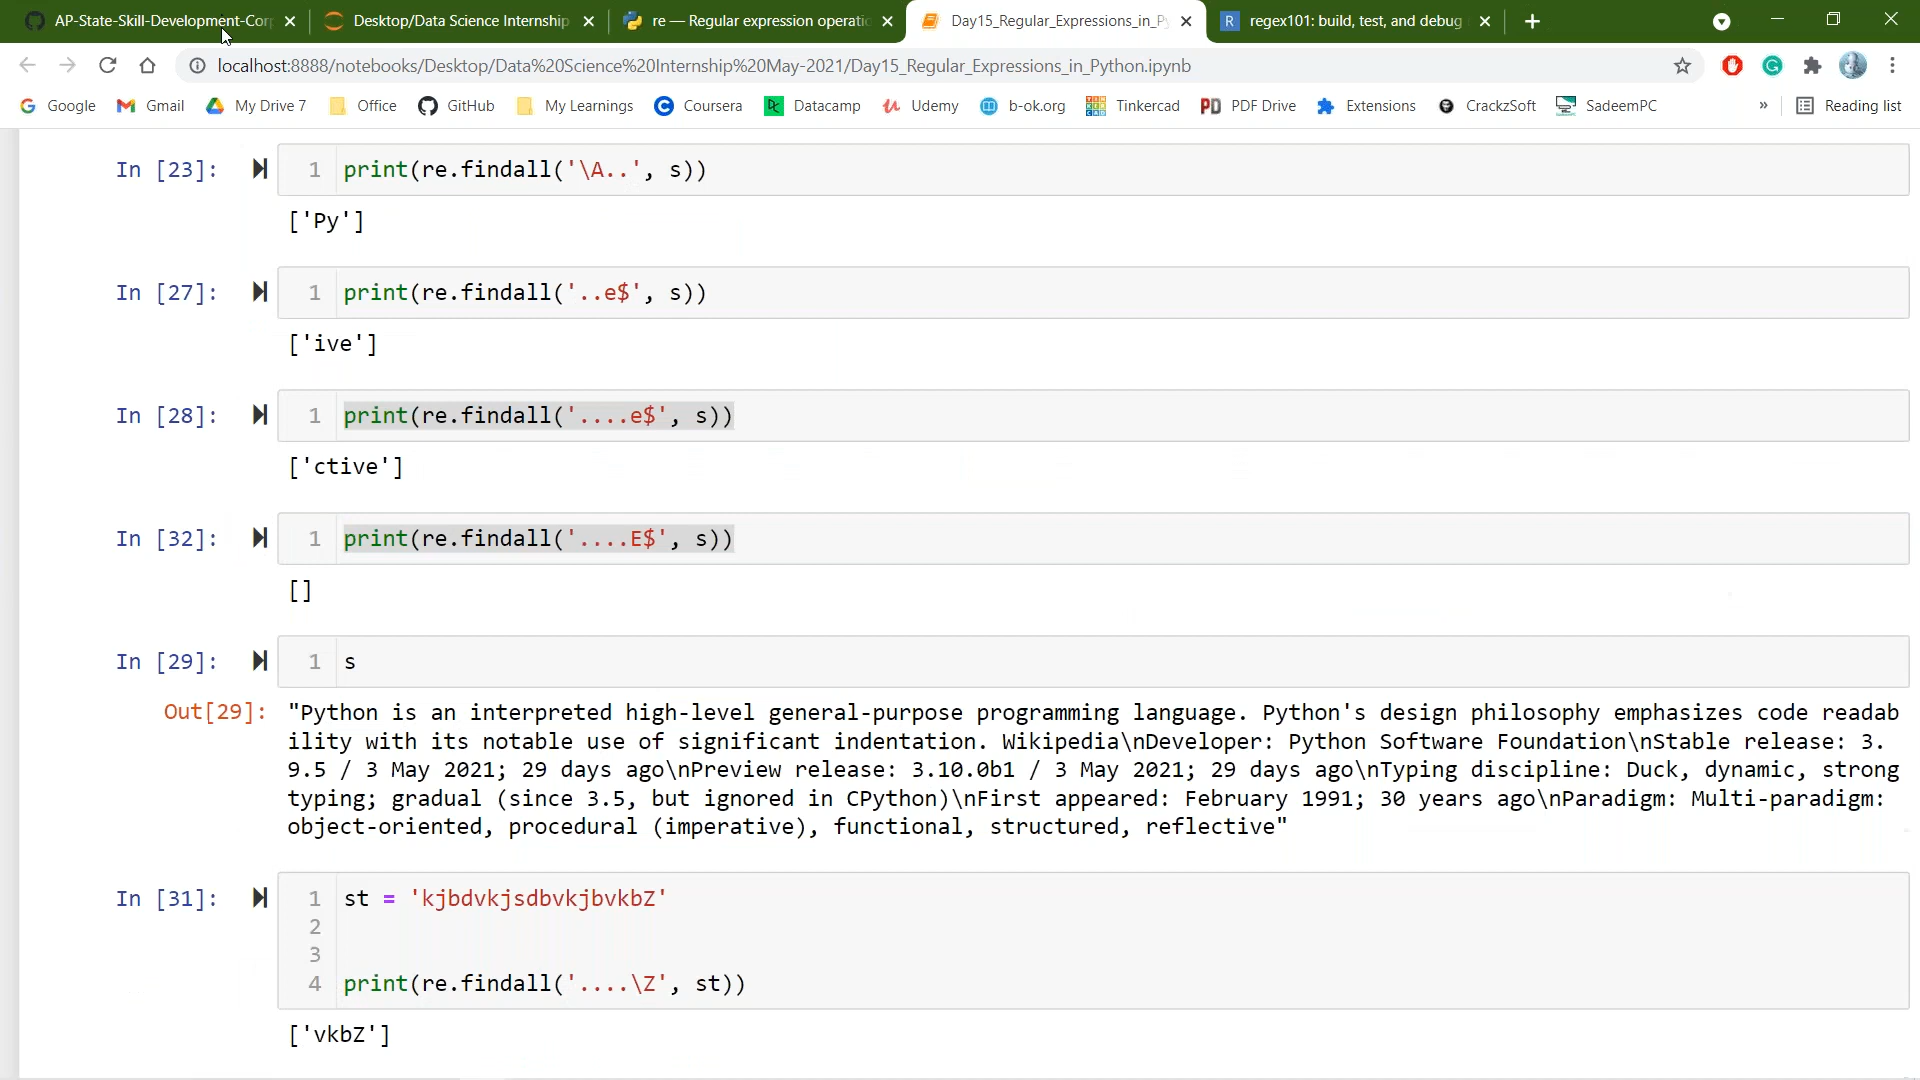 AP-State-Skill-Development-Cor
Desktop/Data Science Internship
re — Regular expression operatio
Day15_Regular_Expressions_in_Py
regex101: build, test, and debug
localhost:8888/notebooks/Desktop/Data%20Science%20Internship%20May-2021/Day15_Regular_Expressions_in_Python.ipynb
Google Gmail My Drive 7 Office GitHub My Learnings Coursera Datacamp Udemy b-ok.org Tinkercad PDF Drive Extensions CrackzSoft SadeemPC » Reading list
In [23]: 1 print(re.findall('\A..', s))
['Py']
In [27]: 1 print(re.findall('..e$', s))
['ive']
In [28]: 1 print(re.findall('....e$', s))
['ctive']
In [32]: 1 print(re.findall('....E$', s))
[]
In [29]: 1 s
Out[29]: "Python is an interpreted high-level general-purpose programming language. Python's design philosophy emphasizes code readab
ility with its notable use of significant indentation. Wikipedia\nDeveloper: Python Software Foundation\nStable release: 3.
9.5 / 3 May 2021; 29 days ago\nPreview release: 3.10.0b1 / 3 May 2021; 29 days ago\nTyping discipline: Duck, dynamic, strong
typing; gradual (since 3.5, but ignored in CPython)\nFirst appeared: February 1991; 30 years ago\nParadigm: Multi-paradigm:
object-oriented, procedural (imperative), functional, structured, reflective"
In [31]: 1 st = 'kjbdvkjsdbvkjbvkbZ'
2
3
4 print(re.findall('....\Z', st))
['vkbZ']